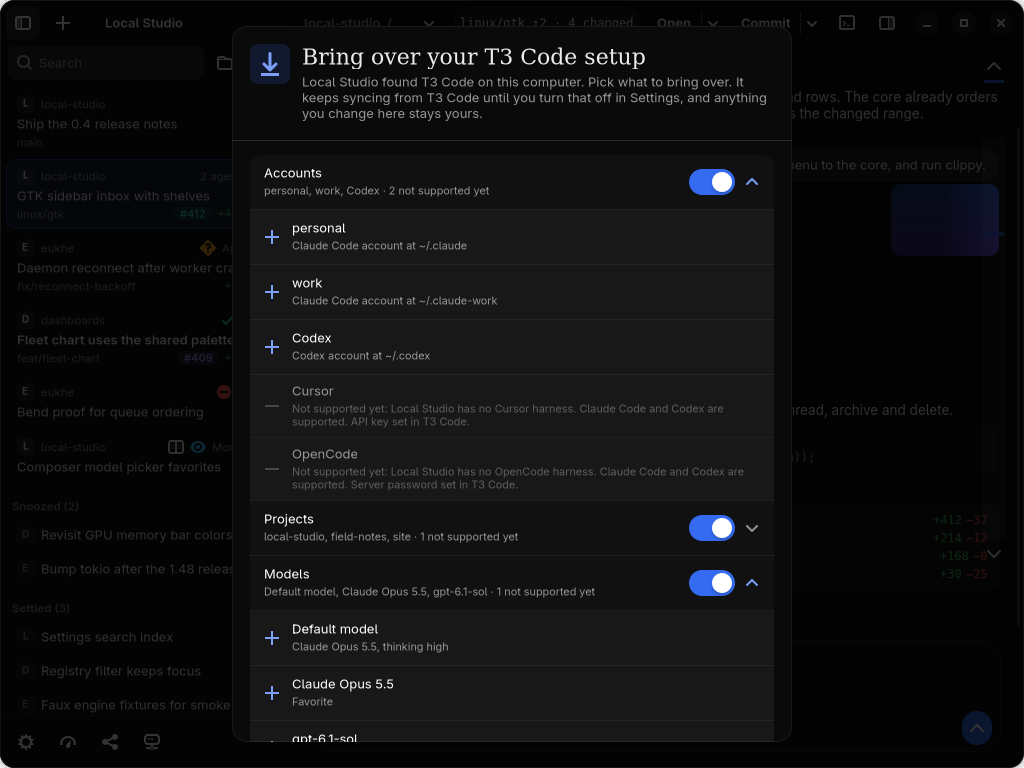 Local Studio
local-studio /
linux/gtk ↑2 · 4 changed
Open
Commit
Search
local-studio
Ship the 0.4 release notes
main
local-studio
GTK sidebar inbox with shelves
linux/gtk
#412
eukhe
Daemon reconnect after worker
fix/reconnect-backoff
dashboards
Fleet chart uses the shared palette
feat/fleet-chart
#409
eukhe
Bend proof for queue ordering
local-studio
Composer model picker favorites
Snoozed (2)
Revisit GPU memory bar colors
Bump tokio after the 1.48
Settled (3)
Settings search index
Registry filter keeps focus
Faux engine fixtures for smoke
Bring over your T3 Code setup
Local Studio found T3 Code on this computer. Pick what to bring over. It
keeps syncing from T3 Code until you turn that off in Settings, and anything
you change here stays yours.
Accounts
personal, work, Codex · 2 not supported yet
personal
Claude Code account at ~/.claude
work
Claude Code account at ~/.claude-work
Codex
Codex account at ~/.codex
Cursor
Not supported yet: Local Studio has no Cursor harness. Claude Code and Codex are
supported. API key set in T3 Code.
OpenCode
Not supported yet: Local Studio has no OpenCode harness. Claude Code and Codex are
supported. Server password set in T3 Code.
Projects
local-studio, field-notes, site · 1 not supported yet
Models
Default model, Claude Opus 5.5, gpt-6.1-sol · 1 not supported yet
Default model
Claude Opus 5.5, thinking high
Claude Opus 5.5
Favorite
gpt-6.1-sol
rows. The core already orders
the changed range.
to the core, and run clippy.
archive and delete.
+412 −37
+214 −12
+168 −0
+30 −25